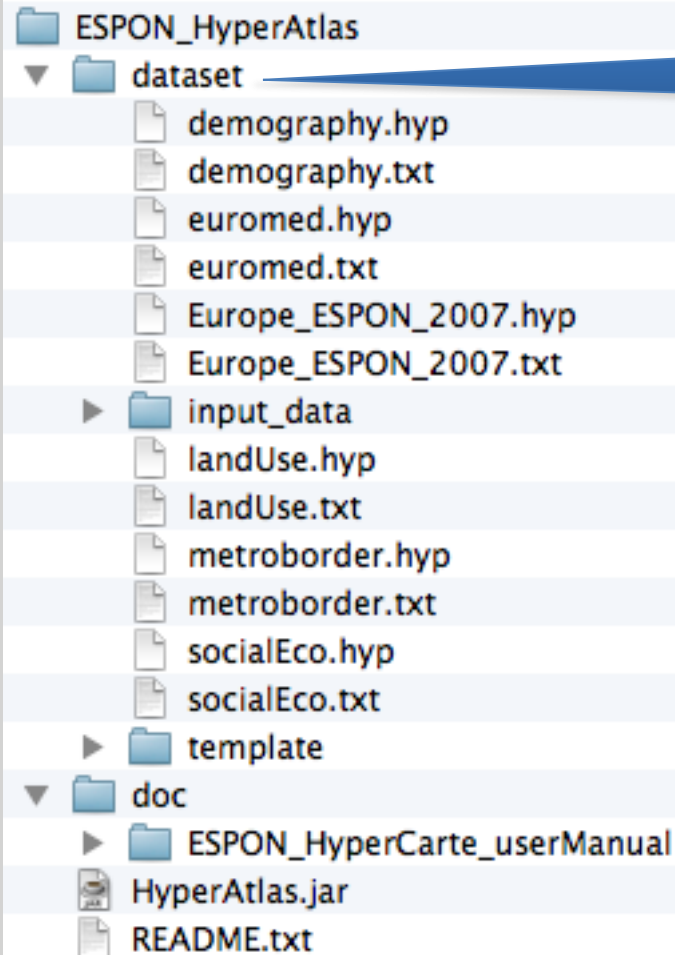 ESPON_HyperAtlas
dataset
demography.hyp
demography.txt
euromed.hyp
euromed.txt
Europe_ESPON_2007.hyp
Europe_ESPON_2007.txt
input_data
landUse.hyp
landUse.txt
metroborder.hyp
metroborder.txt
socialEco.hyp
socialEco.txt
template
doc
ESPON_HyperCarte_userManual
HyperAtlas.jar
README.txt